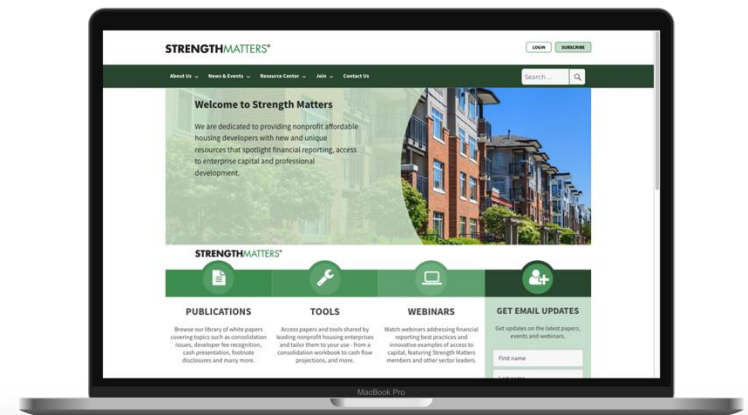 STRENGTHMATTERS®
LOGIN
SUBSCRIBE
About Us
News & Events
Resource Center
Join
Contact Us
Search ...
Welcome to Strength Matters
We are dedicated to providing nonprofit affordable
housing developers with new and unique
resources that spotlight financial reporting, access
to enterprise capital and professional
development.
STRENGTHMATTERS®
PUBLICATIONS
Browse our library of white papers
covering topics such as consolidation
issues, developer fee recognition,
cash presentation, footnote
disclosures and many more.
TOOLS
Access papers and tools shared by
leading nonprofit housing enterprises
and tailor them to your use - from a
consolidation workbook to cash flow
projections, and more.
WEBINARS
Watch webinars addressing financial
reporting best practices and
innovative examples of access to
capital, featuring Strength Matters
members and other sector leaders.
GET EMAIL UPDATES
Get updates on the latest papers,
events and webinars.
First name
MacBook Pro